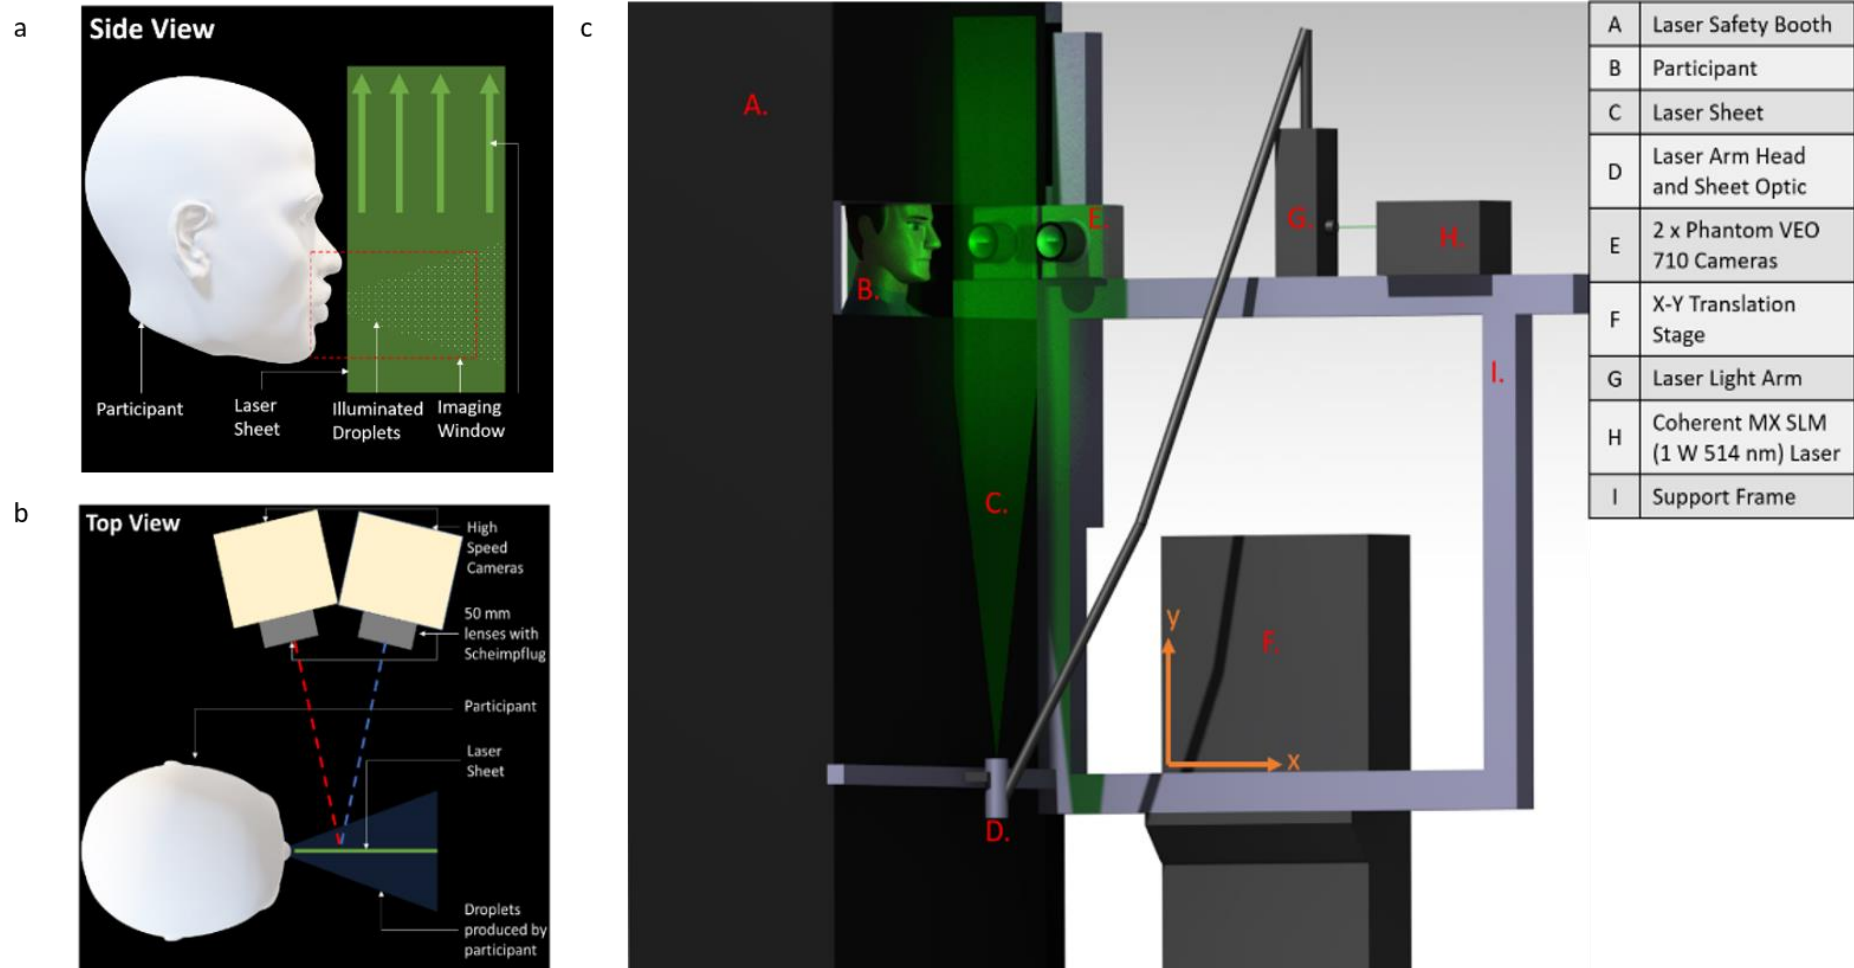 a
Side View
Participant
Laser
Sheet
Illuminated
Droplets
Imaging
Window
b
Top View
High
Speed
Cameras
50 mm
lenses with
Scheimpflug
Participant
Laser
Sheet
Droplets
produced by
participant
c
A.
B.
C.
D.
E.
F.
G.
H.
I.
y
x
A Laser Safety Booth
B Participant
C Laser Sheet
D Laser Arm Head
and Sheet Optic
E 2 x Phantom VEO
710 Cameras
F X-Y Translation
Stage
G Laser Light Arm
H Coherent MX SLM
(1 W 514 nm) Laser
I Support Frame